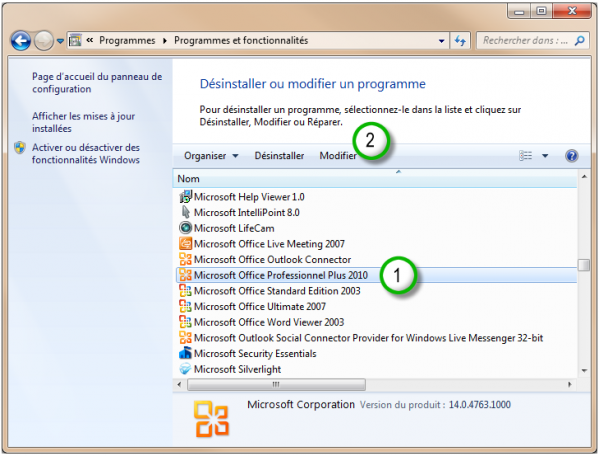 « Programmes ▸ Programmes et fonctionnalités
Rechercher dans : ...
Page d'accueil du panneau de
configuration
Afficher les mises à jour
installées
Activer ou désactiver des
fonctionnalités Windows
Désinstaller ou modifier un programme
Pour désinstaller un programme, sélectionnez-le dans la liste et cliquez sur
Désinstaller, Modifier ou Réparer.
2
Organiser Désinstaller Modifier
Nom
Microsoft Help Viewer 1.0
Microsoft IntelliPoint 8.0
Microsoft LifeCam
Microsoft Office Live Meeting 2007
Microsoft Office Outlook Connector
Microsoft Office Professionnel Plus 2010
1
Microsoft Office Standard Edition 2003
Microsoft Office Ultimate 2007
Microsoft Office Word Viewer 2003
Microsoft Outlook Social Connector Provider for Windows Live Messenger 32-bit
Microsoft Security Essentials
Microsoft Silverlight
Microsoft Corporation Version du produit : 14.0.4763.1000